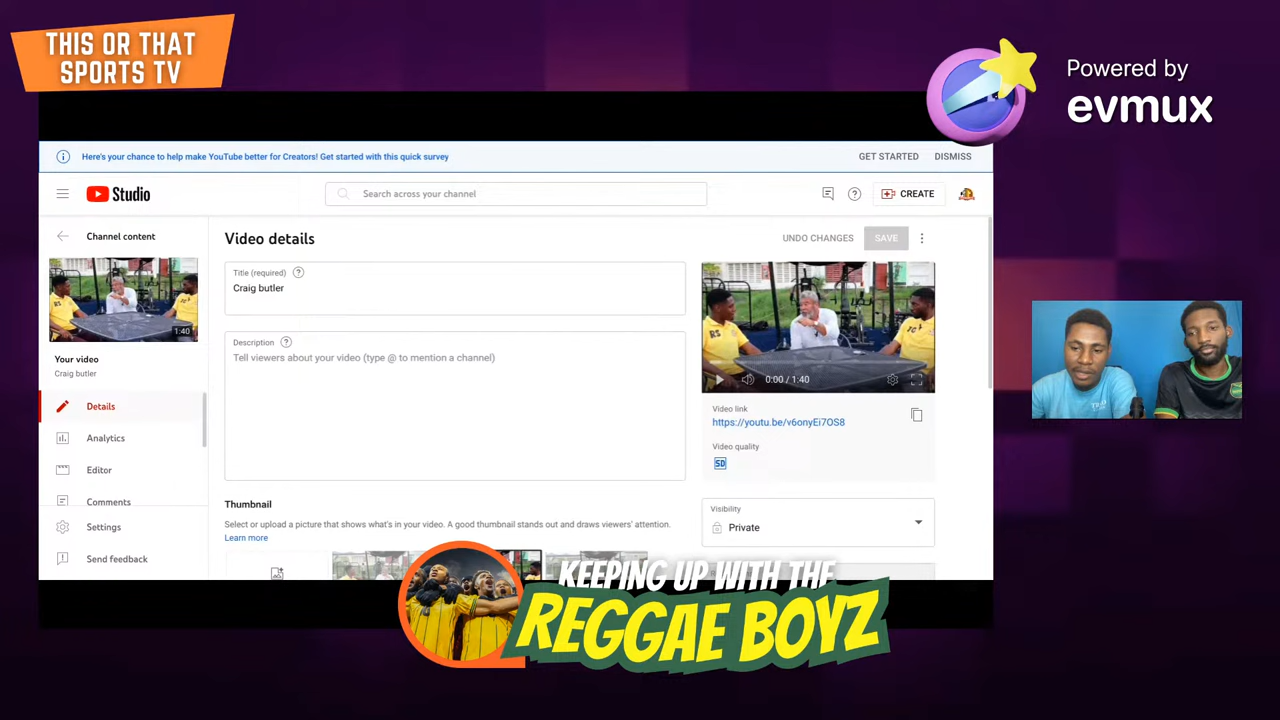 THIS OR THAT
SPORTS TV
Powered by
evmux
Here's your chance to help make YouTube better for Creators! Get started with this quick survey
GET STARTED
DISMISS
Studio
Search across your channel
CREATE
Channel content
Video details
UNDO CHANGES
SAVE
Title (required)
Craig butler
1:40
Description
Tell viewers about your video (type @ to mention a channel)
0:00 / 1:40
Your video
Craig butler
Video link
https://youtu.be/v6onyEi7OS8
Video quality
SD
Details
Analytics
Editor
Comments
Settings
Send feedback
Thumbnail
Select or upload a picture that shows what's in your video. A good thumbnail stands out and draws viewers' attention.
Learn more
Visibility
Private
KEEPING UP WITH THE
REGGAE BOYZ